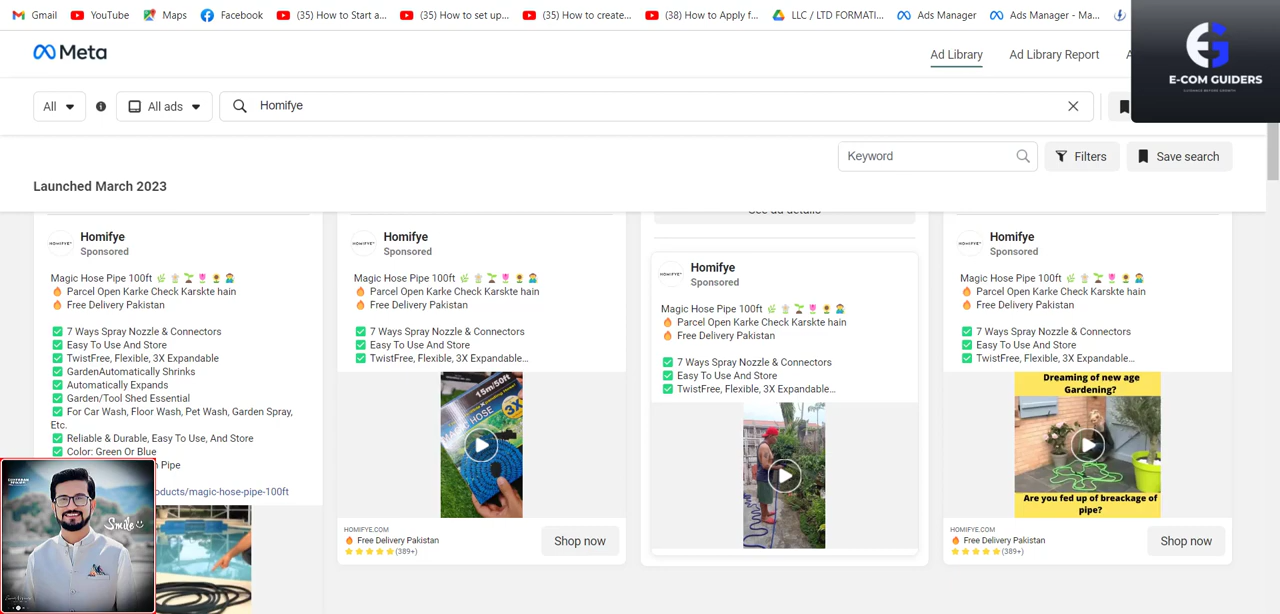 Gmail
YouTube
Maps
Facebook
(35) How to Start a...
(35) How to set up...
(35) How to create...
(38) How to Apply f...
LLC / LTD FORMATI...
Ads Manager
Ads Manager - Ma...
Meta
Ad Library
Ad Library Report
A
E-COM GUIDERS
All
All ads
Homifye
Keyword
Filters
Save search
Launched March 2023
Homifye
Sponsored
Magic Hose Pipe 100ft 🌿
🔥 Parcel Open Karke Check Karskte hain
🔥 Free Delivery Pakistan
✅ 7 Ways Spray Nozzle & Connectors
✅ Easy To Use And Store
✅ TwistFree, Flexible, 3X Expandable
✅ GardenAutomatically Shrinks
✅ Automatically Expands
✅ Garden/Tool Shed Essential
✅ For Car Wash, Floor Wash, Pet Wash, Garden Spray,
Etc.
✅ Reliable & Durable, Easy To Use, And Store
✅ Color: Green Or Blue
n Pipe
oducts/magic-hose-pipe-100ft
Smile
Homifye
Sponsored
Magic Hose Pipe 100ft
🔥 Parcel Open Karke Check Karskte hain
🔥 Free Delivery Pakistan
✅ 7 Ways Spray Nozzle & Connectors
✅ Easy To Use And Store
✅ TwistFree, Flexible, 3X Expandable...
15m/50ft
HOSE
3X
HOMIFYE.COM
🔥 Free Delivery Pakistan
(389+)
Shop now
See ad details
Homifye
Sponsored
Magic Hose Pipe 100ft
🔥 Parcel Open Karke Check Karskte hain
🔥 Free Delivery Pakistan
✅ 7 Ways Spray Nozzle & Connectors
✅ Easy To Use And Store
✅ TwistFree, Flexible, 3X Expandable...
Homifye
Sponsored
Magic Hose Pipe 100ft
🔥 Parcel Open Karke Check Karskte hain
🔥 Free Delivery Pakistan
✅ 7 Ways Spray Nozzle & Connectors
✅ Easy To Use And Store
✅ TwistFree, Flexible, 3X Expandable...
Dreaming of new age
Gardening?
Are you fed up of breackage of
pipe?
HOMIFYE.COM
🔥 Free Delivery Pakistan
(389+)
Shop now